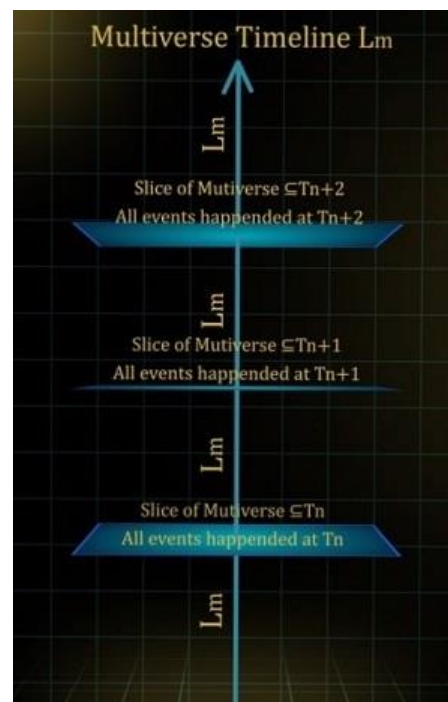 Multiverse Timeline Lm
Lm
Slice of Mutiverse ⊆Tn+2
All events happended at Tn+2
Lm
Slice of Mutiverse ⊆Tn+1
All events happended at Tn+1
Lm
Slice of Mutiverse ⊆Tn
All events happended at Tn
Lm